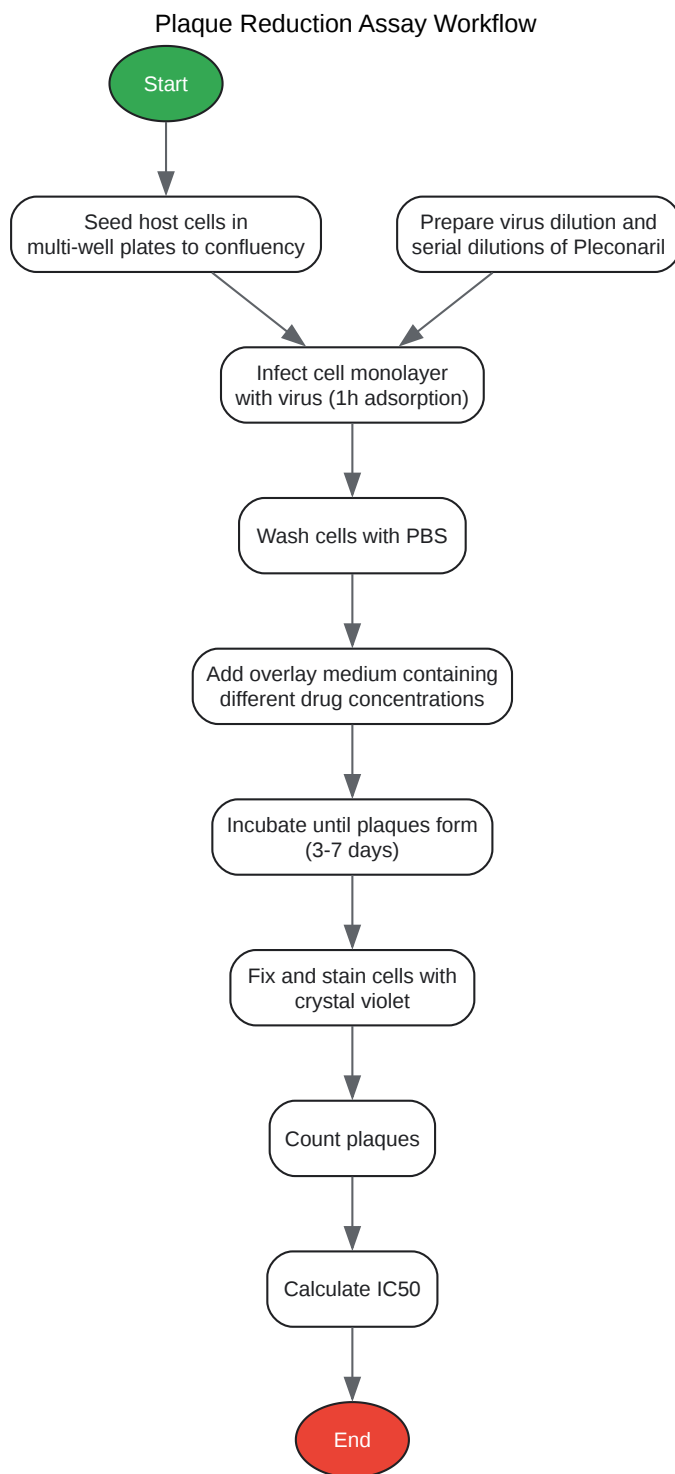 Plaque Reduction Assay Workflow
Start
Seed host cells in
multi-well plates to confluency
Prepare virus dilution and
serial dilutions of Pleconaril
Infect cell monolayer
with virus (1h adsorption)
Wash cells with PBS
Add overlay medium containing
different drug concentrations
Incubate until plaques form
(3-7 days)
Fix and stain cells with
crystal violet
Count plaques
Calculate IC50
End